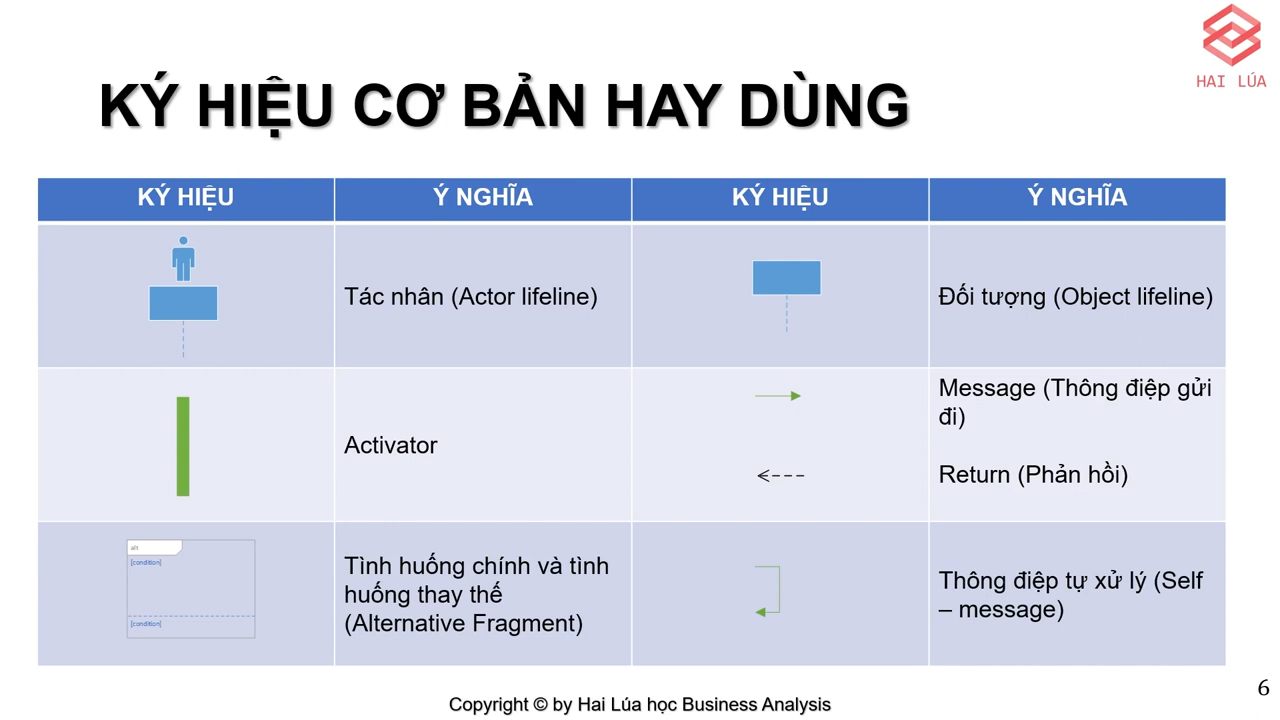 HAI LÚA
KÝ HIỆU CƠ BẢN HAY DÙNG
KÝ HIỆU
Ý NGHĨA
KÝ HIỆU
Ý NGHĨA
Tác nhân (Actor lifeline)
Đối tượng (Object lifeline)
Activator
Message (Thông điệp gửi
đi)
Return (Phản hồi)
alt
[condition]
[condition]
Tình huống chính và tình
huống thay thế
(Alternative Fragment)
Thông điệp tự xử lý (Self
– message)
Copyright © by Hai Lúa học Business Analysis
6